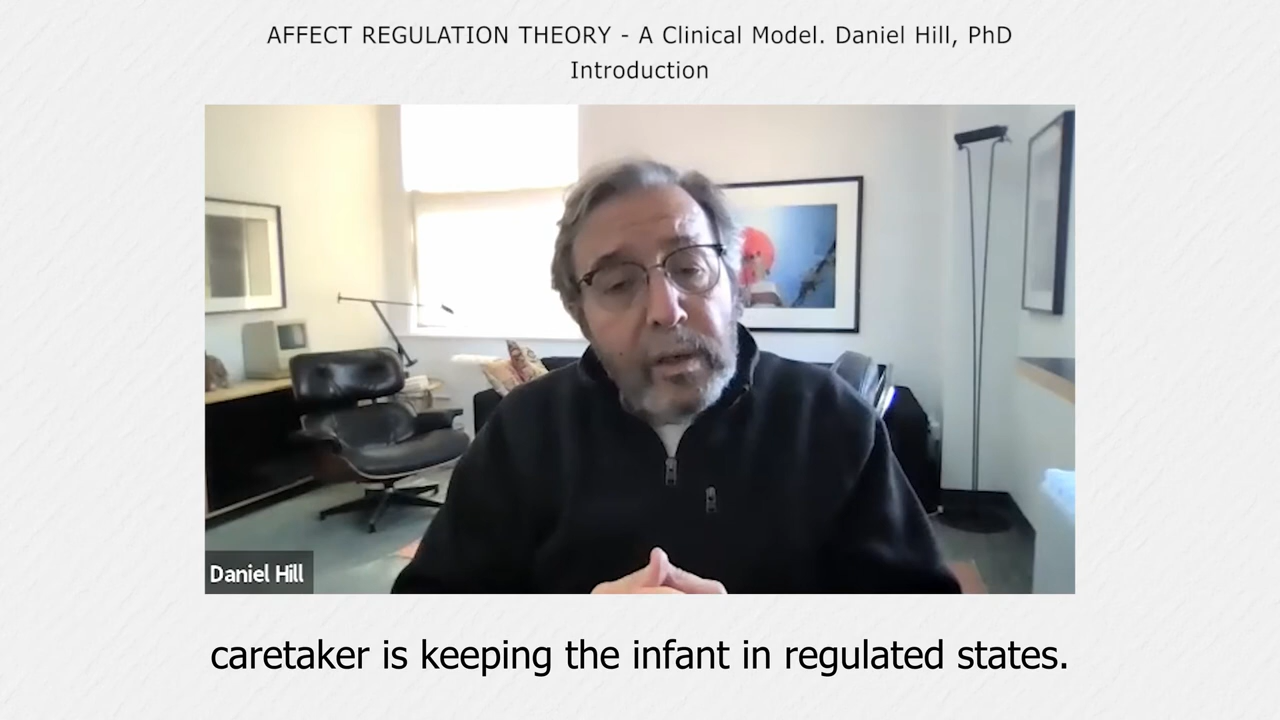 AFFECT REGULATION THEORY - A Clinical Model. Daniel Hill, PhD
Introduction
Daniel Hill
caretaker is keeping the infant in regulated states.